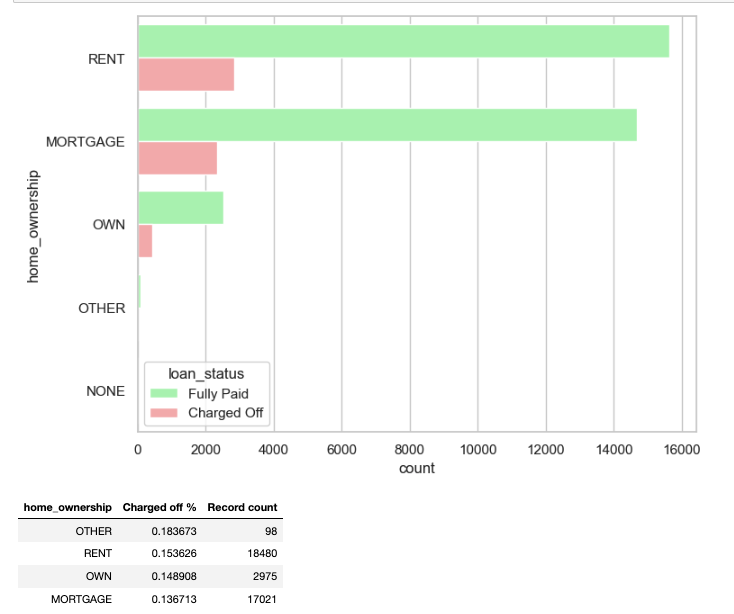 RENT
MORTGAGE
OWN
OTHER
NONE
home_ownership
loan_status
Fully Paid
Charged Off
0 2000 4000 6000 8000 10000 12000 14000 16000
count
home_ownership Charged off % Record count
OTHER 0.183673 98
RENT 0.153626 18480
OWN 0.148908 2975
MORTGAGE 0.136713 17021